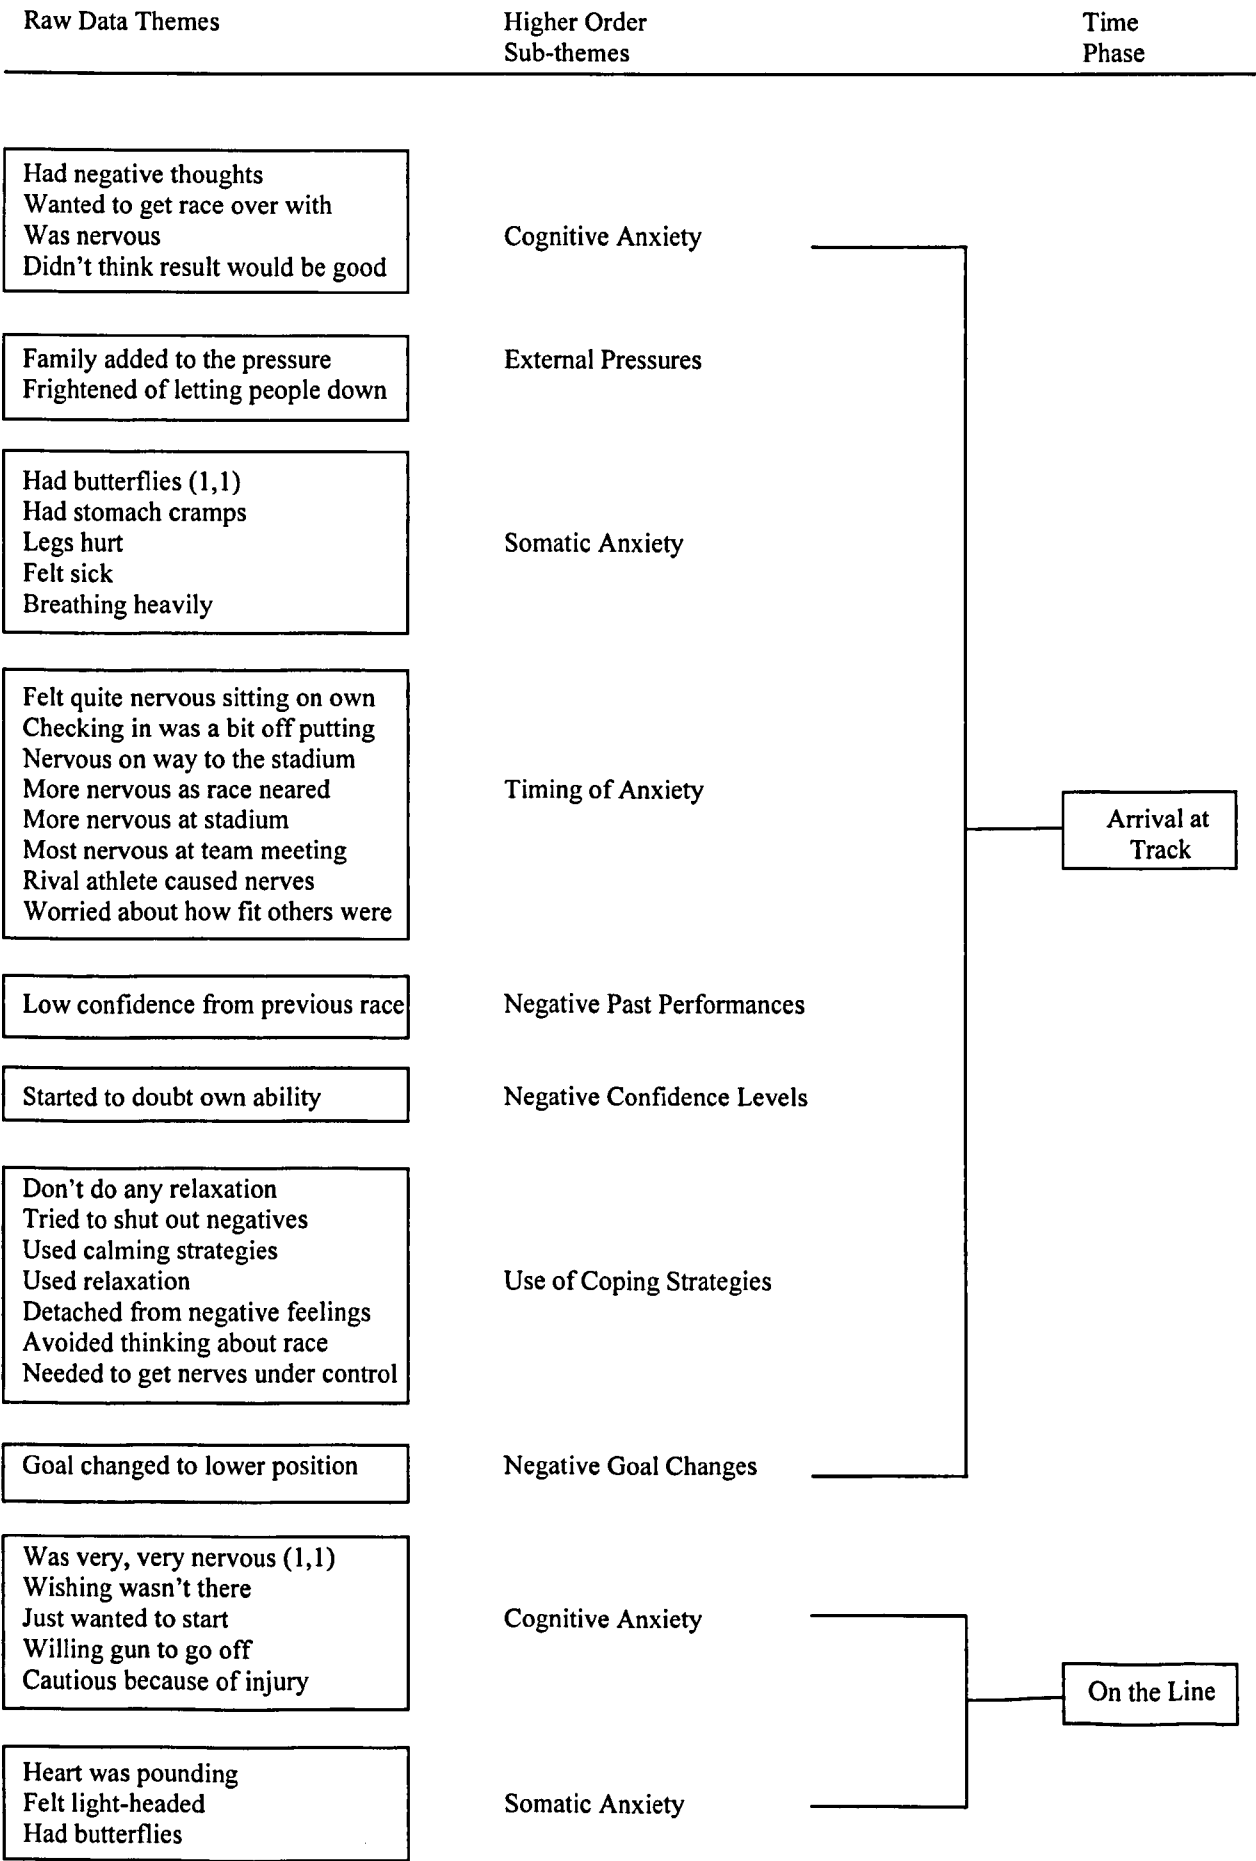 Raw Data Themes
Higher Order
Sub-themes
Time
Phase
Had negative thoughts
Wanted to get race over with
Was nervous
Didn't think result would be good
Cognitive Anxiety
Family added to the pressure
Frightened of letting people down
External Pressures
Had butterflies (1,1)
Had stomach cramps
Legs hurt
Felt sick
Breathing heavily
Somatic Anxiety
Felt quite nervous sitting on own
Checking in was a bit off putting
Nervous on way to the stadium
More nervous as race neared
More nervous at stadium
Most nervous at team meeting
Rival athlete caused nerves
Worried about how fit others were
Timing of Anxiety
Arrival at
Track
Low confidence from previous race
Negative Past Performances
Started to doubt own ability
Negative Confidence Levels
Don't do any relaxation
Tried to shut out negatives
Used calming strategies
Used relaxation
Detached from negative feelings
Avoided thinking about race
Needed to get nerves under control
Use of Coping Strategies
Goal changed to lower position
Negative Goal Changes
Was very, very nervous (1,1)
Wishing wasn't there
Just wanted to start
Willing gun to go off
Cautious because of injury
Cognitive Anxiety
On the Line
Heart was pounding
Felt light-headed
Had butterflies
Somatic Anxiety